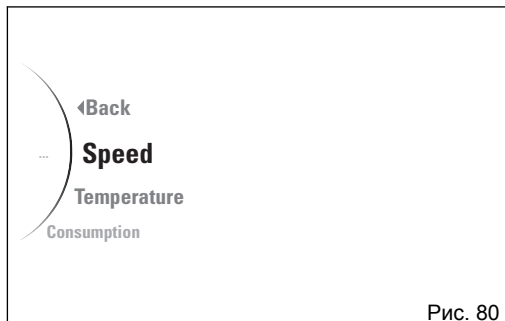 ◀Back
...
Speed
Temperature
Consumption
Рис. 80